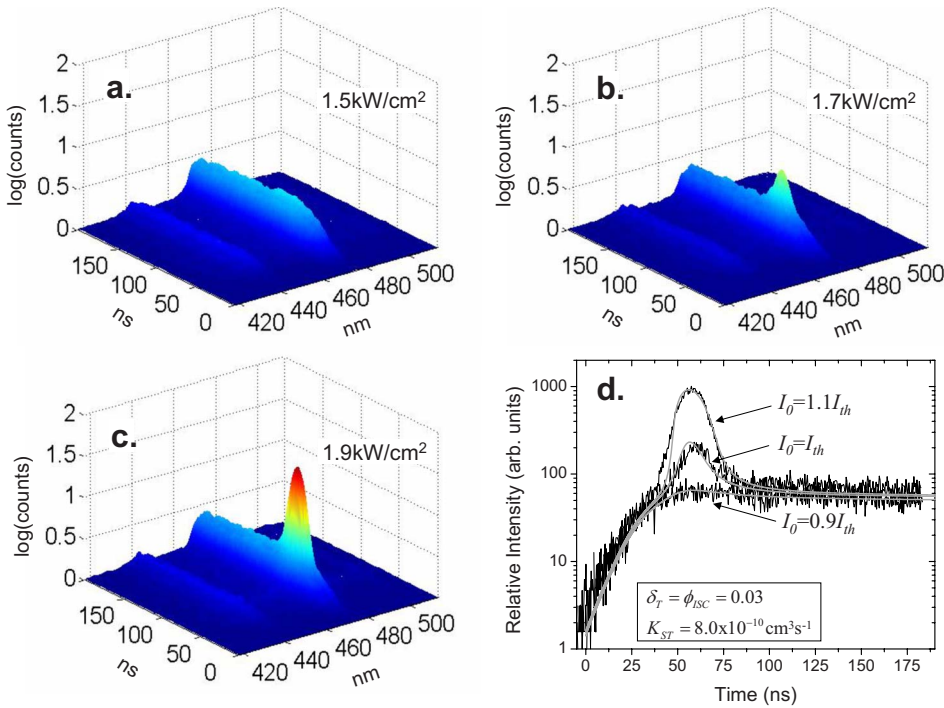 a.
1.5kW/cm²
log(counts)
2
1.5
1
0.5
0
150
100
50
0
ns
420
440
460
480
500
nm
b.
1.7kW/cm²
log(counts)
2
1.5
1
0.5
0
150
100
50
0
ns
420
440
460
480
500
nm
c.
1.9kW/cm²
log(counts)
2
1.5
1
0.5
0
150
100
50
0
ns
420
440
460
480
500
nm
d.
Relative Intensity (arb. units)
1000
100
10
1
I₀=1.1Iₜₕ
I₀=Iₜₕ
I₀=0.9Iₜₕ
δ_T = ϕ_ISC = 0.03
K_ST = 8.0x10⁻¹⁰ cm³s⁻¹
0 25 50 75 100 125 150 175
Time (ns)